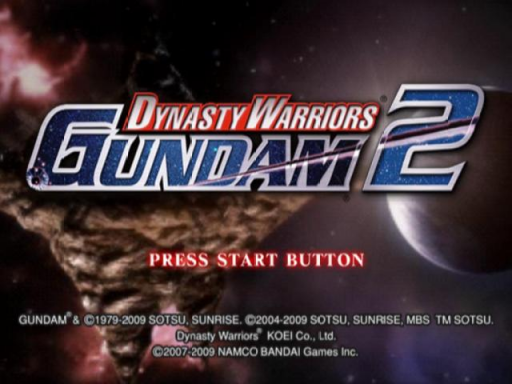 DYNASTY WARRIORS®
GUNDAM 2
PRESS START BUTTON
GUNDAM® & ©1979-2009 SOTSU, SUNRISE. ©2004-2009 SOTSU, SUNRISE, MBS TM SOTSU.
Dynasty Warriors® KOEI Co., Ltd.
©2007-2009 NAMCO BANDAI Games Inc.